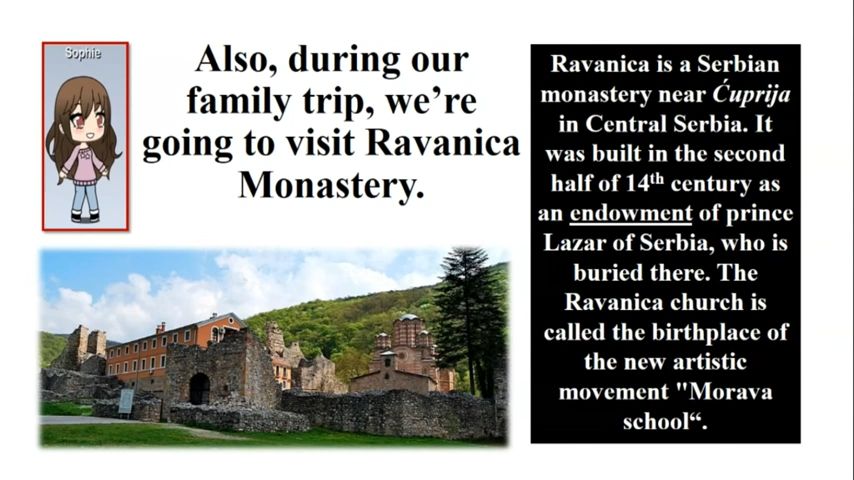 Sophie
Also, during our
family trip, we’re
going to visit Ravanica
Monastery.
Ravanica is a Serbian
monastery near Ćuprija
in Central Serbia. It
was built in the second
half of 14th century as
an endowment of prince
Lazar of Serbia, who is
buried there. The
Ravanica church is
called the birthplace of
the new artistic
movement "Morava
school“.